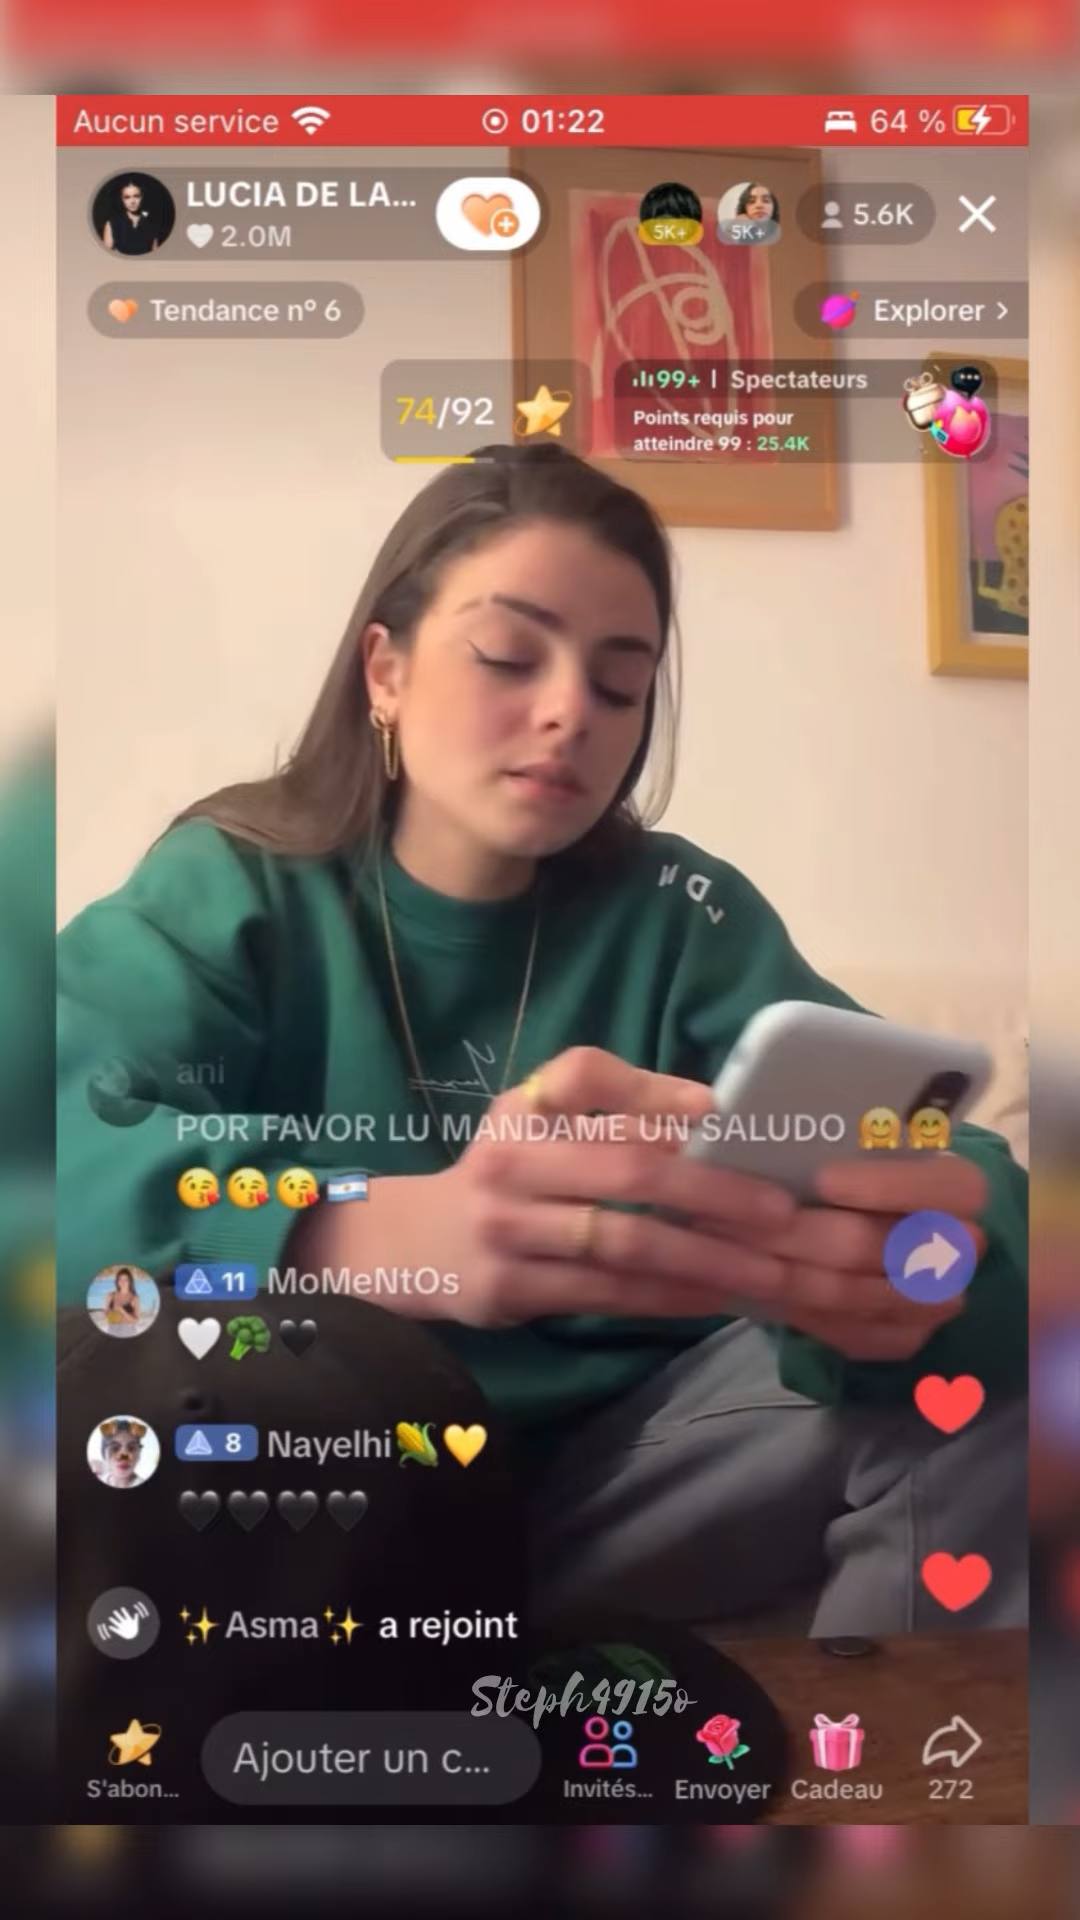 Aucun service 01:22 64 %
LUCIA DE LA...
2.0M
5K+ 5K+ 5.6K
Tendance nº 6
Explorer >
74/92
99+ | Spectateurs
Points requis pour
atteindre 99 : 25.4K
ani
POR FAVOR LU MANDAME UN SALUDO 🤗🤗
😘😘😘🇦🇷
11 MoMeNtOs
🤍🥦🖤
8 Nayelhi🌽💛
🖤🖤🖤🖤
✨Asma✨ a rejoint
Steph4915o
Ajouter un c...
S'abon... Invités... Envoyer Cadeau 272